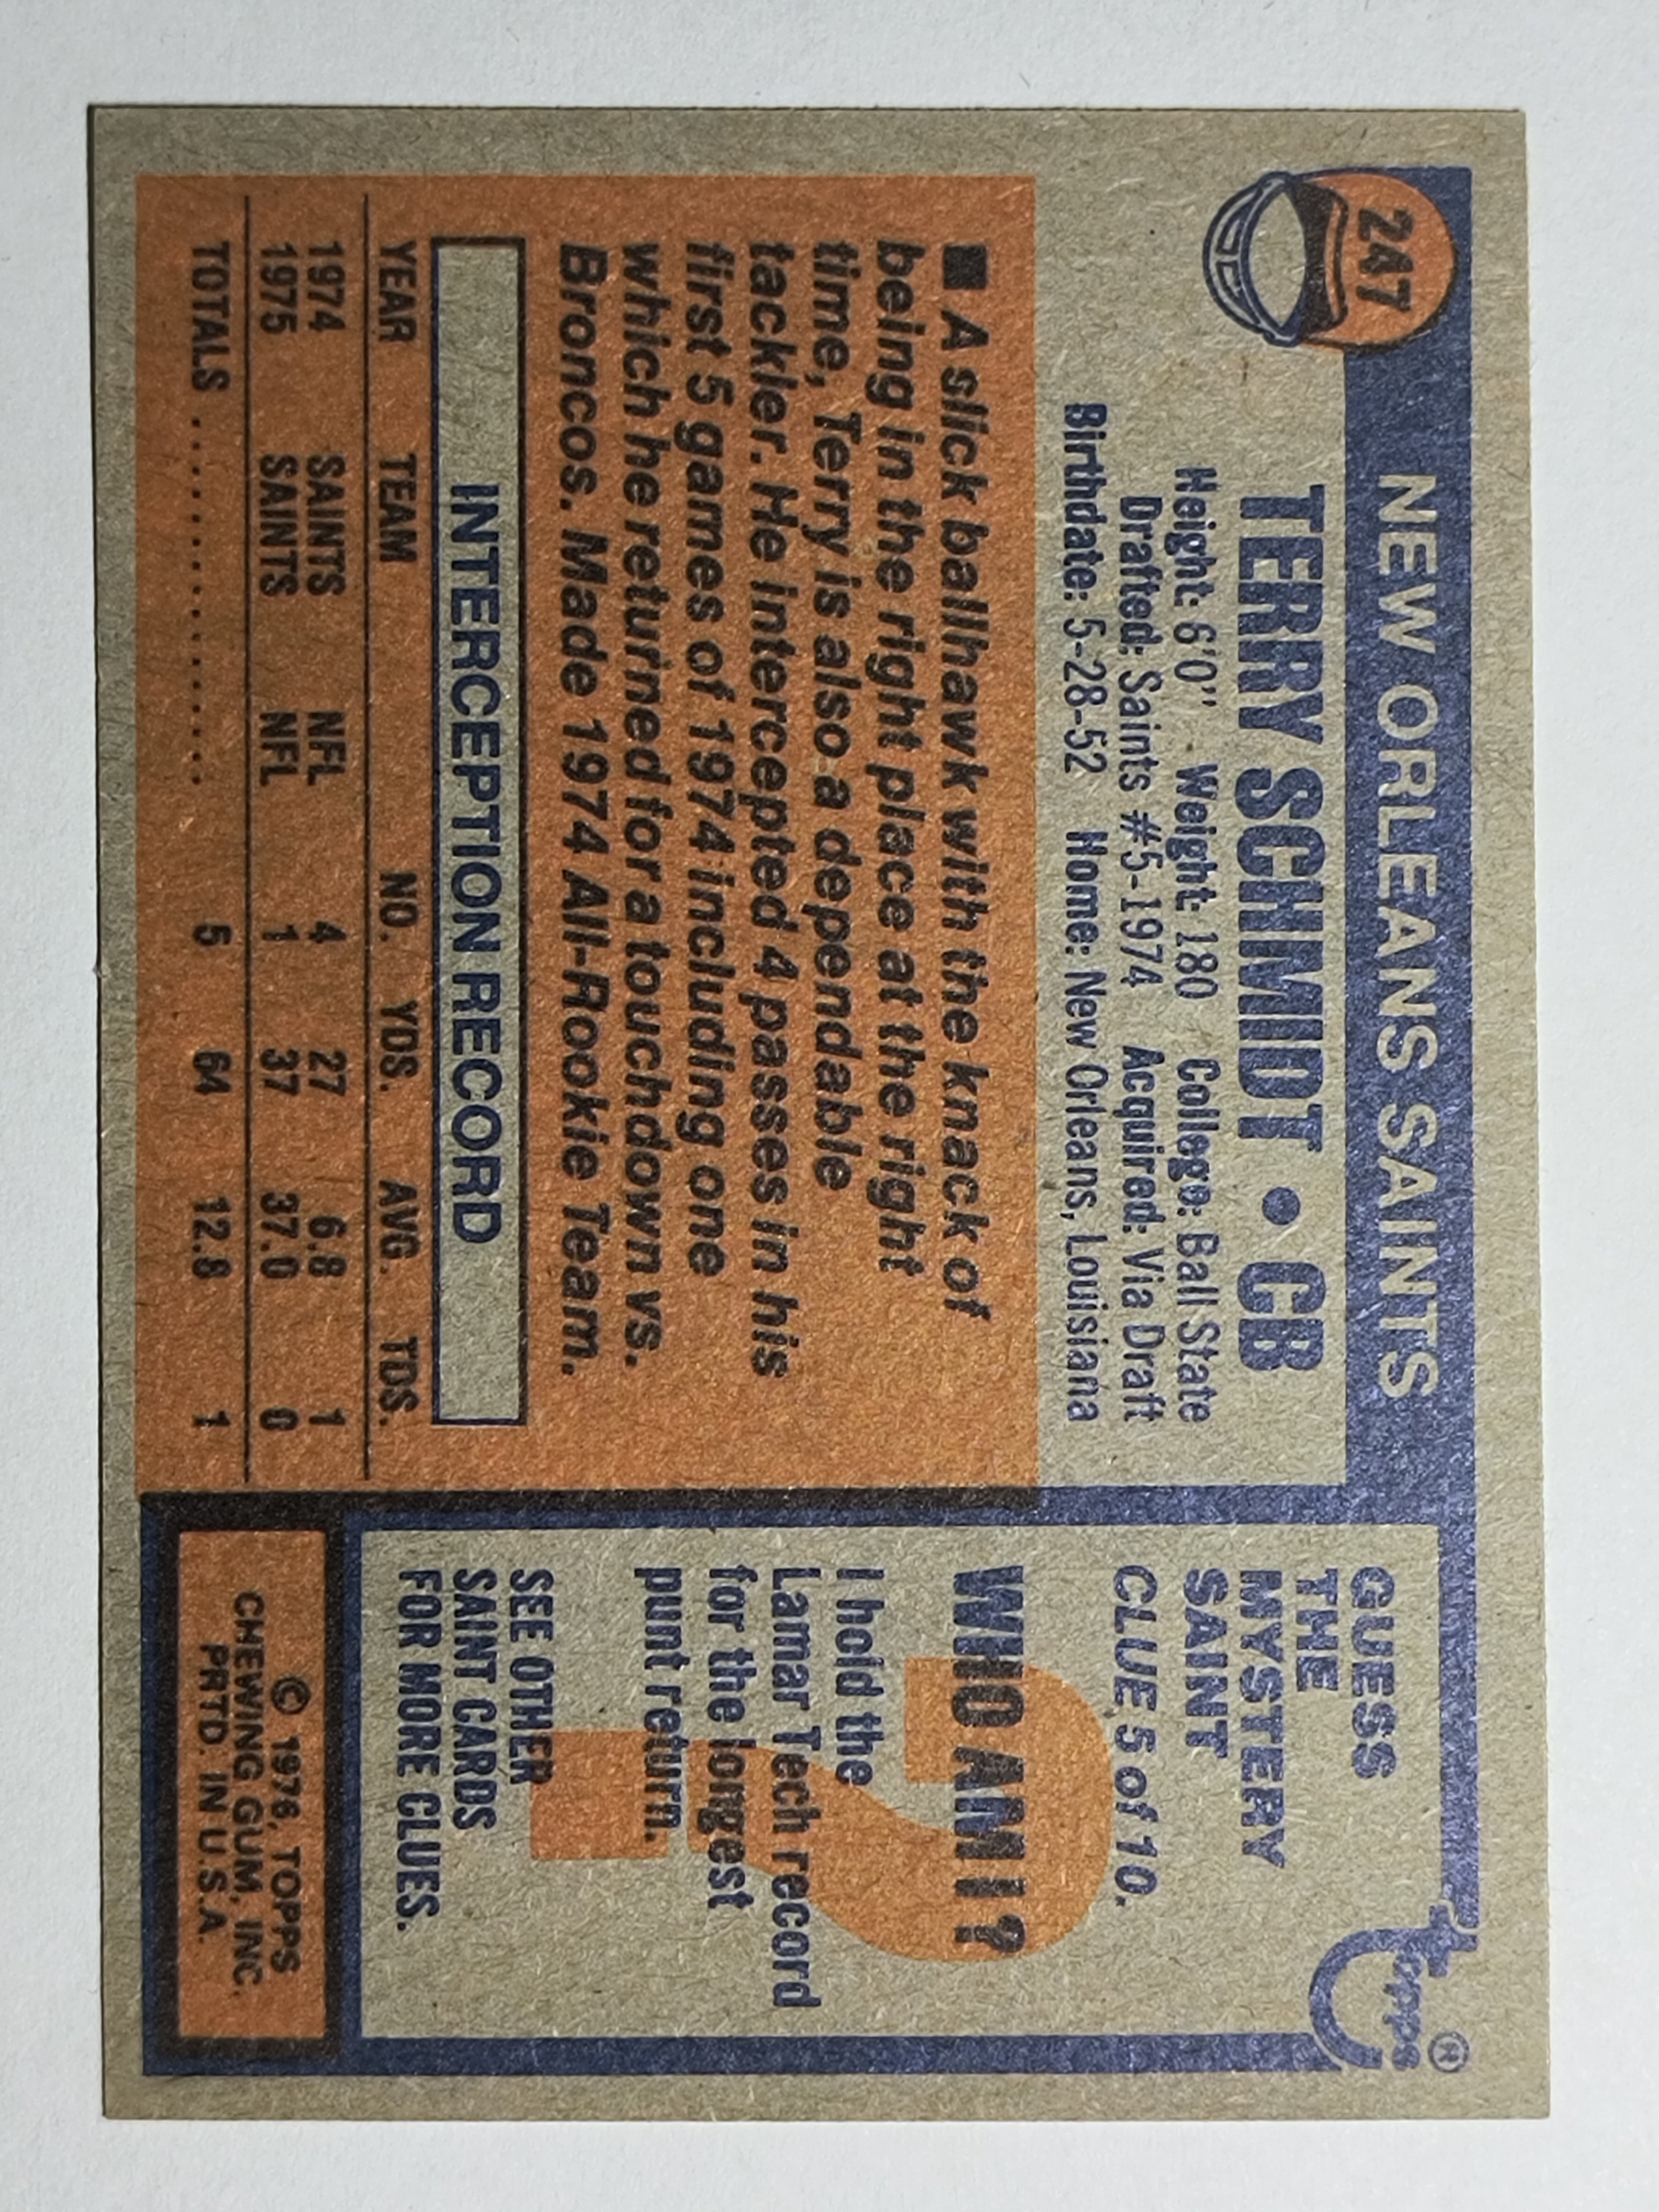 247
NEW ORLEANS SAINTS
TERRY SCHMIDT • CB
Height: 6'0" Weight: 180 College: Ball State
Drafted: Saints #5-1974 Acquired: Via Draft
Birthdate: 5-28-52 Home: New Orleans, Louisiana
■ A slick ballhawk with the knack of
being in the right place at the right
time, Terry is also a dependable
tackler. He intercepted 4 passes in his
first 5 games of 1974 including one
which he returined for a touchdown vs.
Broncos. Made 1974 All-Rookie Team.
INTERCEPTION RECORD
YEAR TEAM NO. YDS. AVG. TDS.
1974 SAINTS NFL 4 27 6.8 1
1975 SAINTS NFL 1 37 37.0 0
TOTALS .................. 5 64 12.8 1
topps®
GUESS
THE
MYSTERY
SAINT
CLUE 5 of 10.
WHO AM I ?
I hold the
Lamar Tech record
for the longest
punt return.
SEE OTHER
SAINT CARDS
FOR MORE CLUES.
© 1976, TOPPS
CHEWING GUM, INC.
PRTD. IN U.S.A.